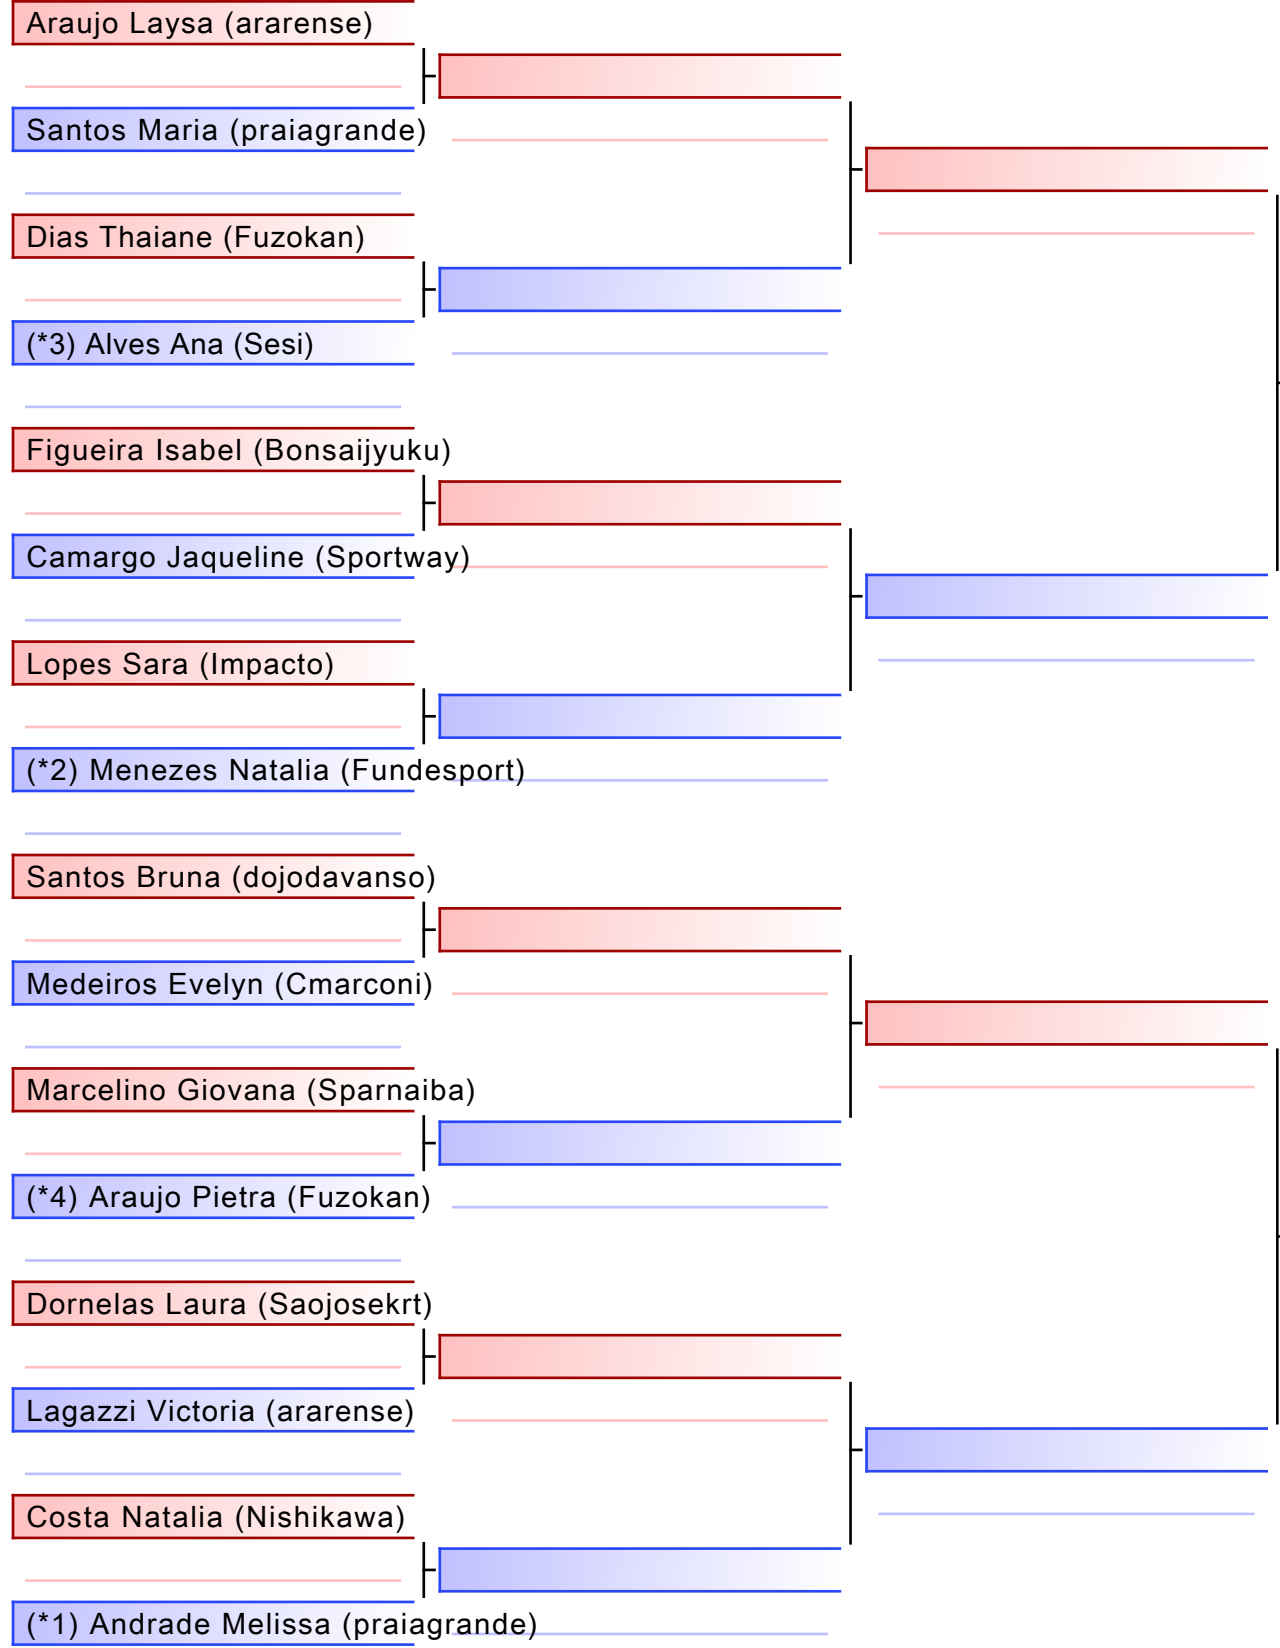 Araujo Laysa (ararense)
Santos Maria (praiagrande)
Dias Thaiane (Fuzokan)
(*3) Alves Ana (Sesi)
Figueira Isabel (Bonsaijyuku)
Camargo Jaqueline (Sportway)
Lopes Sara (Impacto)
(*2) Menezes Natalia (Fundesport)
Santos Bruna (dojodavanso)
Medeiros Evelyn (Cmarconi)
Marcelino Giovana (Sparnaiba)
(*4) Araujo Pietra (Fuzokan)
Dornelas Laura (Saojosekrt)
Lagazzi Victoria (ararense)
Costa Natalia (Nishikawa)
(*1) Andrade Melissa (praiagrande)